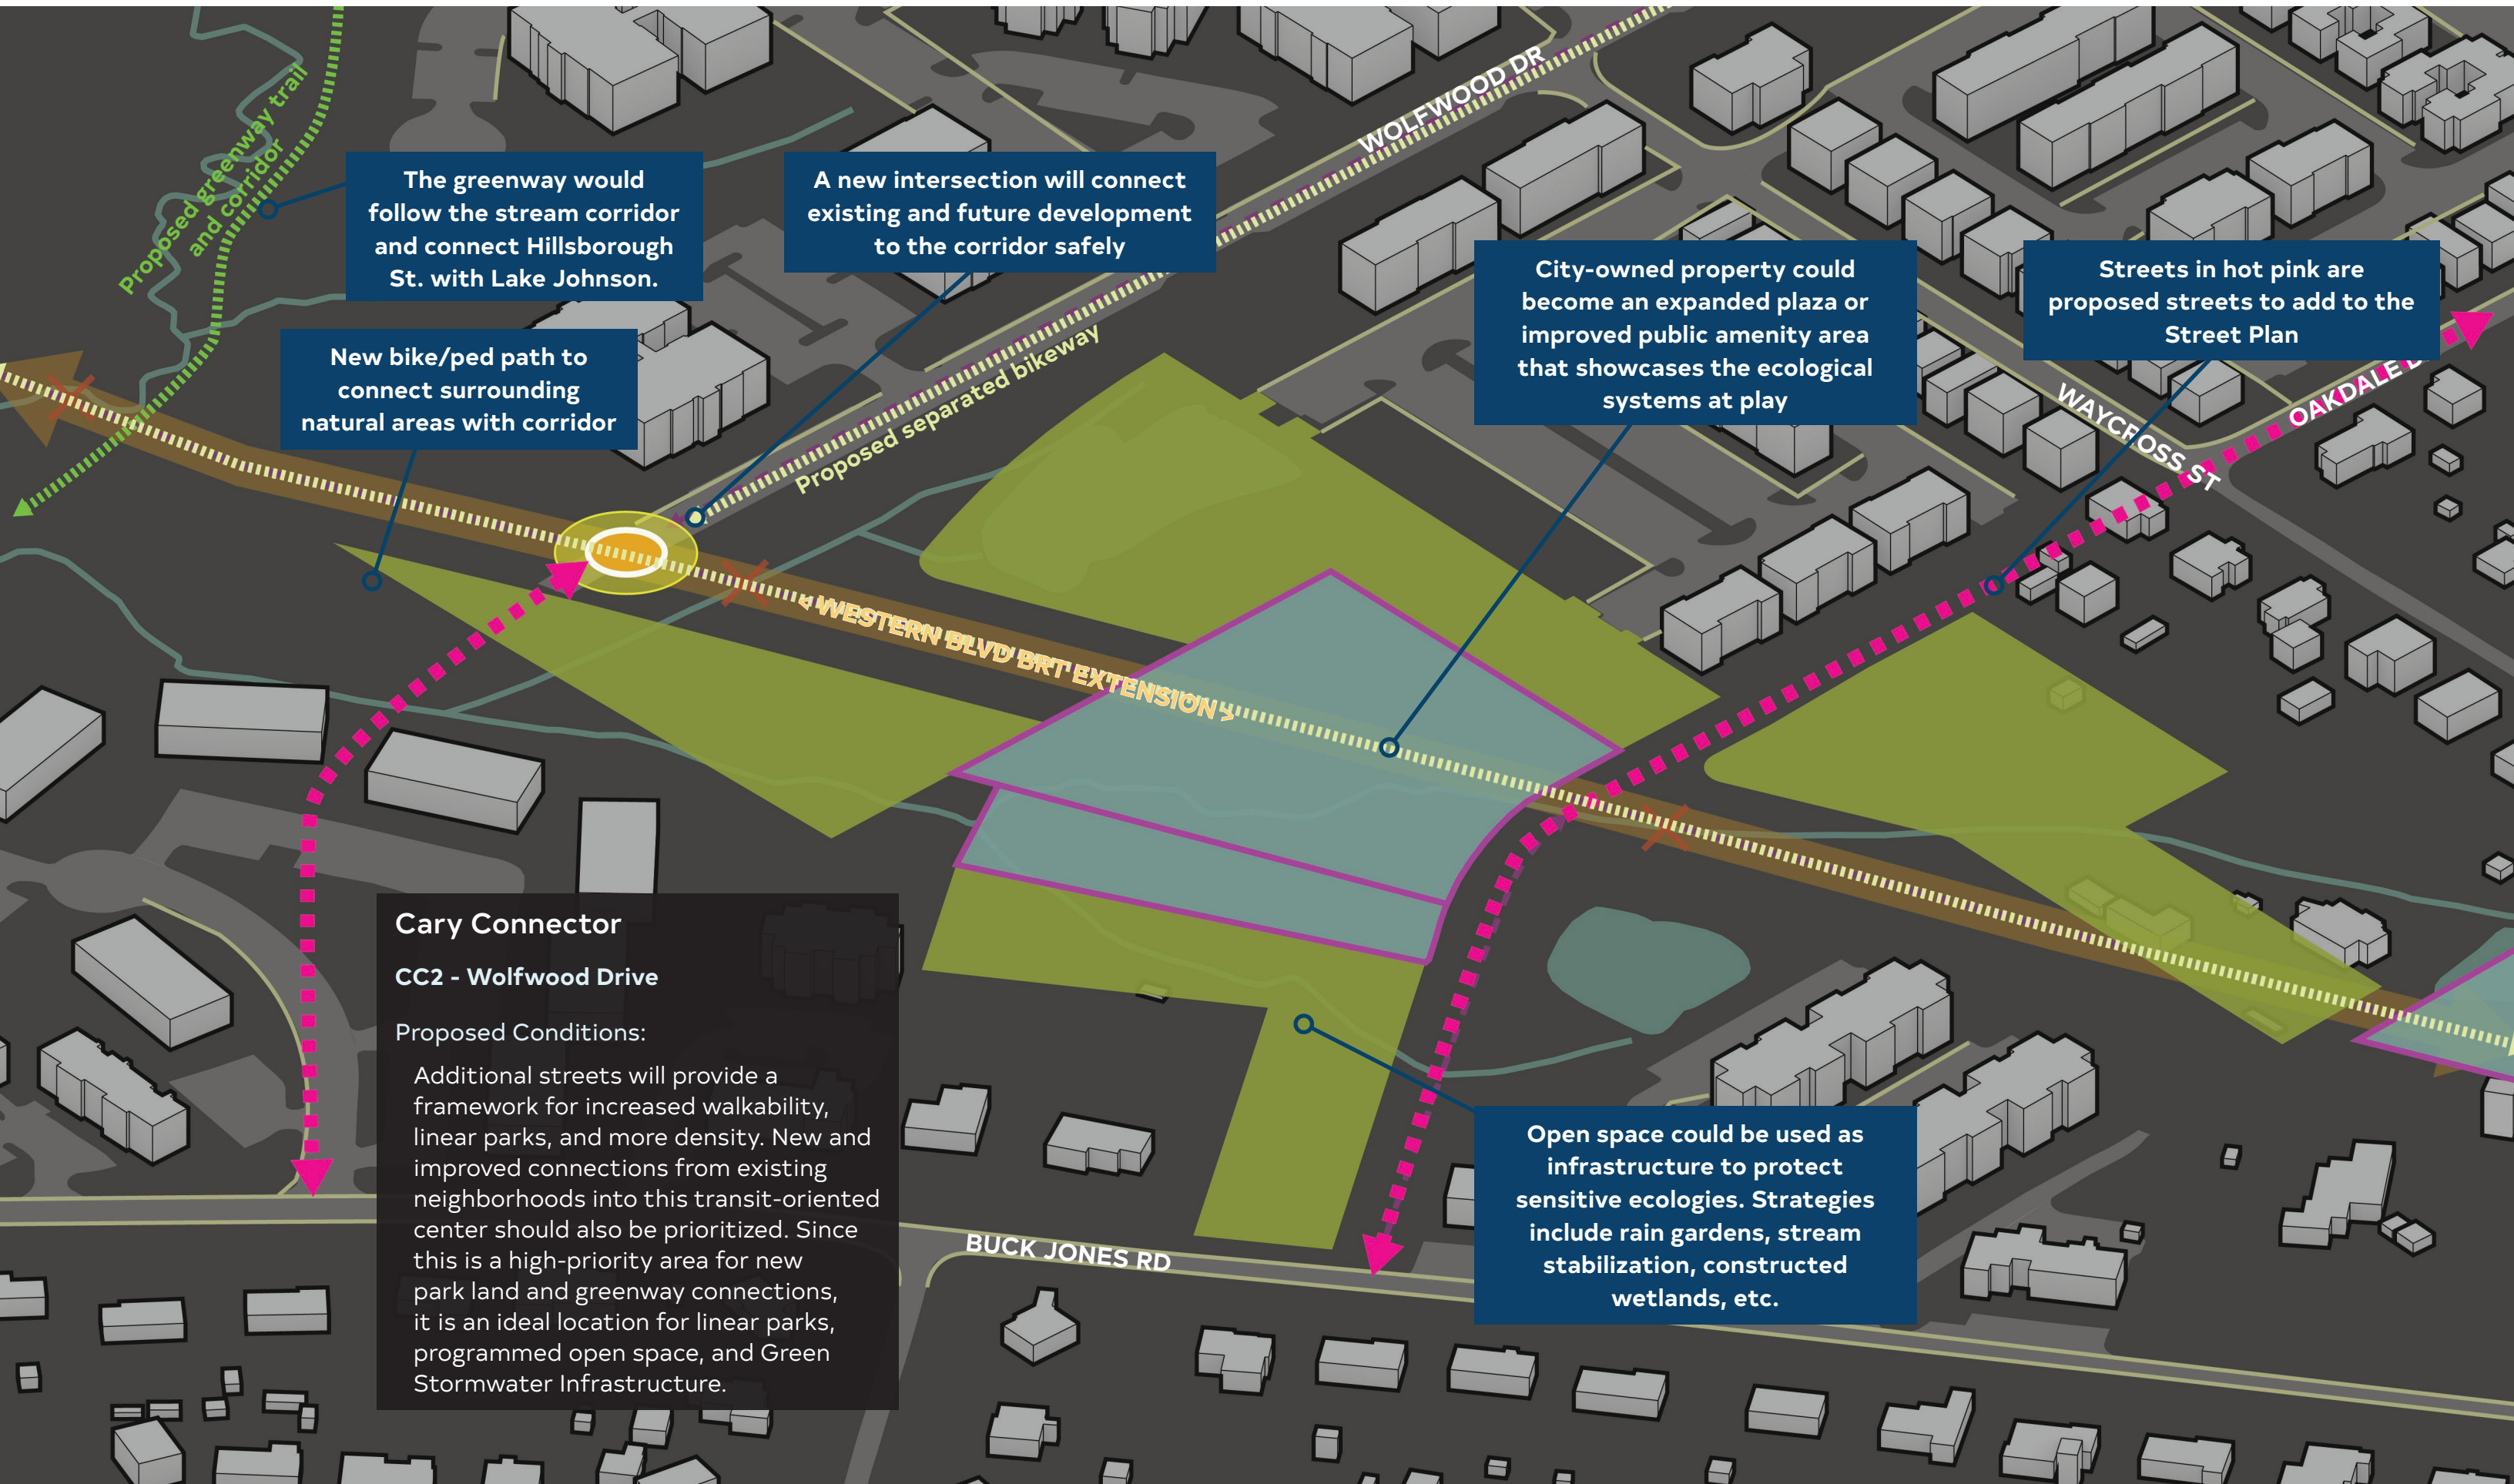 Proposed greenway trail
and corridor
The greenway would
follow the stream corridor
and connect Hillsborough
St. with Lake Johnson.
A new intersection will connect
existing and future development
to the corridor safely
WOLFWOOD DR
City-owned property could
become an expanded plaza or
improved public amenity area
that showcases the ecological
systems at play
Streets in hot pink are
proposed streets to add to the
Street Plan
New bike/ped path to
connect surrounding
natural areas with corridor
Proposed separated bikeway
WAYCROSS ST
OAKDALE
<WESTERN BLVD BRT EXTENSION>
Cary Connector
CC2 - Wolfwood Drive
Proposed Conditions:
Additional streets will provide a
framework for increased walkability,
linear parks, and more density. New and
improved connections from existing
neighborhoods into this transit-oriented
center should also be prioritized. Since
this is a high-priority area for new
park land and greenway connections,
it is an ideal location for linear parks,
programmed open space, and Green
Stormwater Infrastructure.
BUCK JONES RD
Open space could be used as
infrastructure to protect
sensitive ecologies. Strategies
include rain gardens, stream
stabilization, constructed
wetlands, etc.